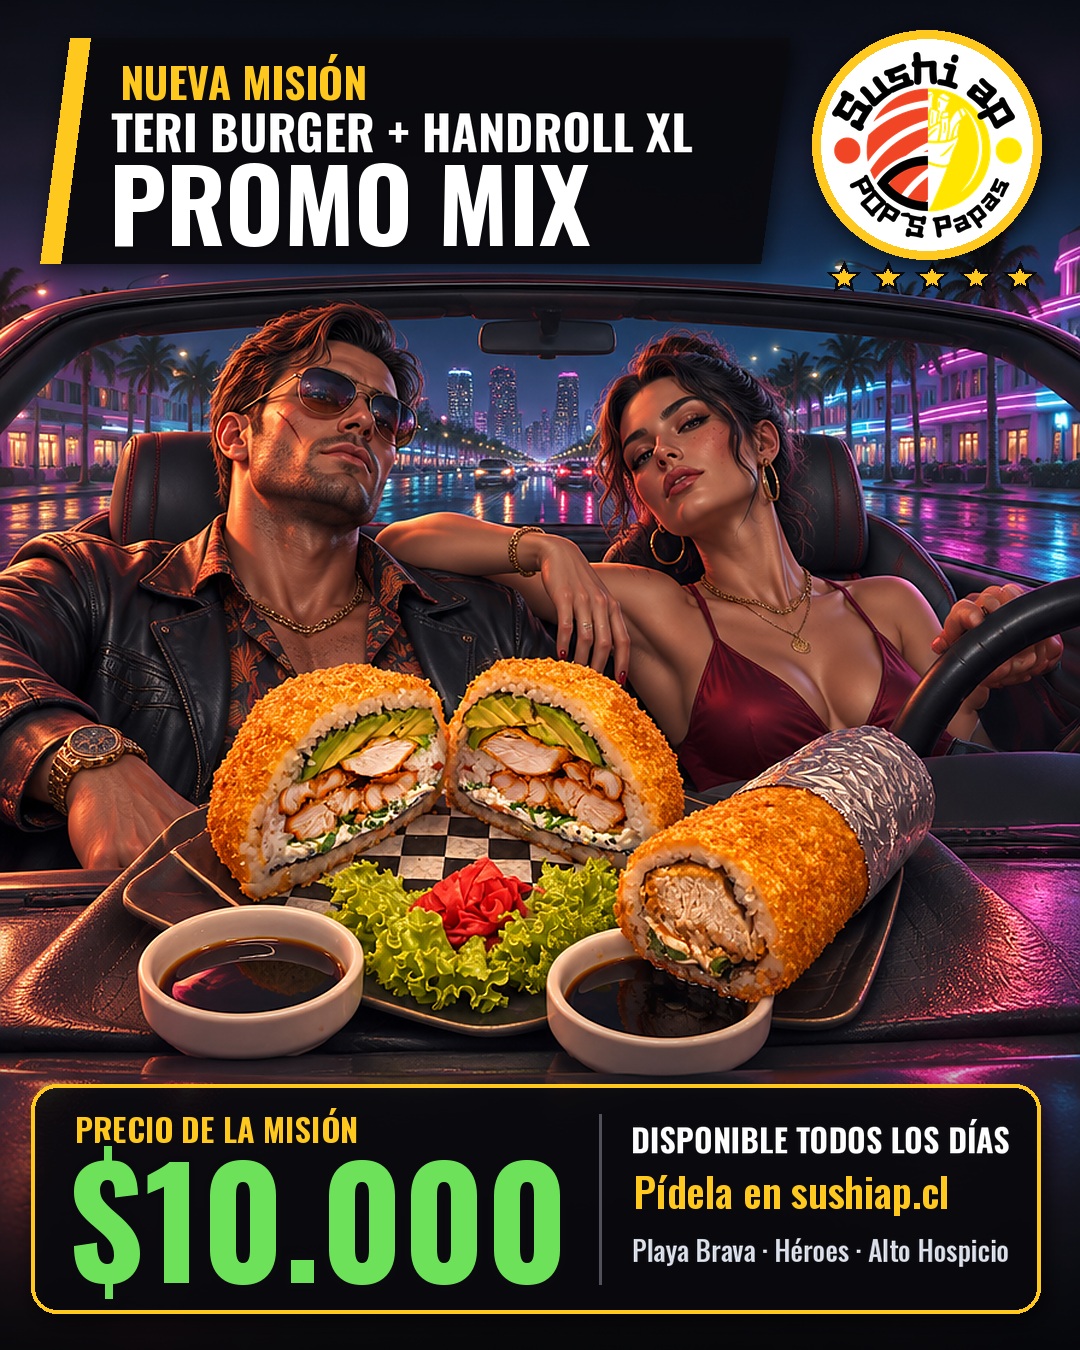 NUEVA MISIÓN
TERI BURGER + HANDROLL XL
PROMO MIX
Sushi ap
POP'S Papas
PRECIO DE LA MISIÓN
$10.000
DISPONIBLE TODOS LOS DÍAS
Pídela en sushiap.cl
Playa Brava · Héroes · Alto Hospicio